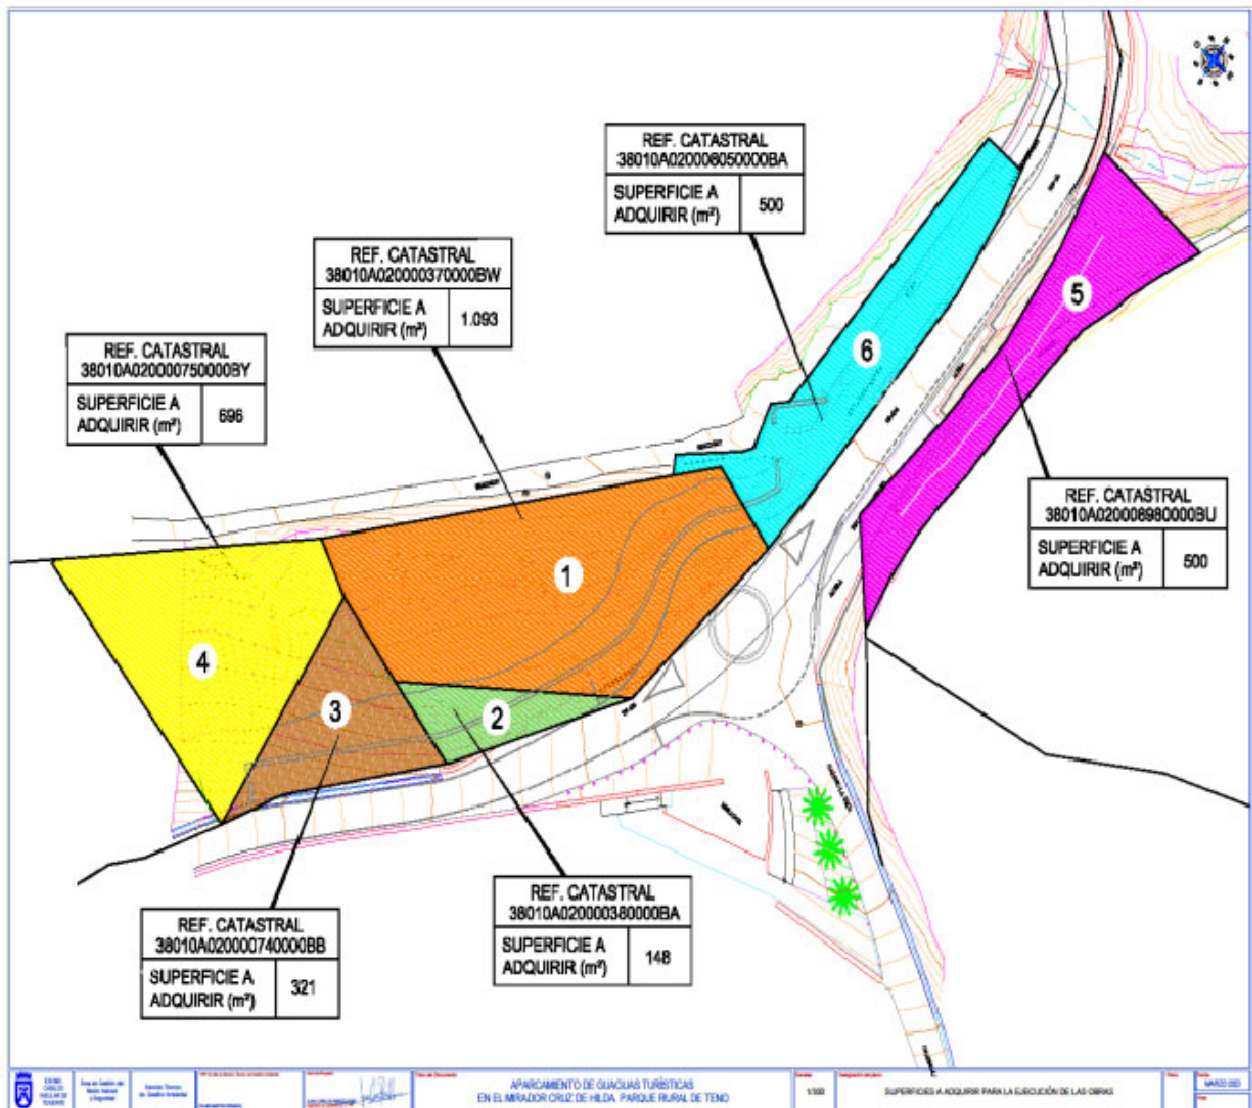 REF. CATASTRAL
38010A020006050000BA
SUPERFICIE A
ADQUIRIR (m²)
500
REF. CATASTRAL
38010A020000370000BW
SUPERFICIE A
ADQUIRIR (m²)
1.093
REF. CATASTRAL
38010A020000750000BY
SUPERFICIE A
ADQUIRIR (m²)
696
6
5
REF. CATASTRAL
38010A020008980000BU
SUPERFICIE A
ADQUIRIR (m²)
500
1
4
3
2
REF. CATASTRAL
38010A020000380000BA
SUPERFICIE A
ADQUIRIR (m²)
148
REF. CATASTRAL
38010A020000740000BB
SUPERFICIE A
ADQUIRIR (m²)
321
APARCAMIENTO DE GUAGUAS TURÍSTICAS
EN EL MIRADOR CRUZ DE HILDA. PARQUE RURAL DE TENO
SUPERFICIES A ADQUIRIR PARA LA EJECUCIÓN DE LAS OBRAS